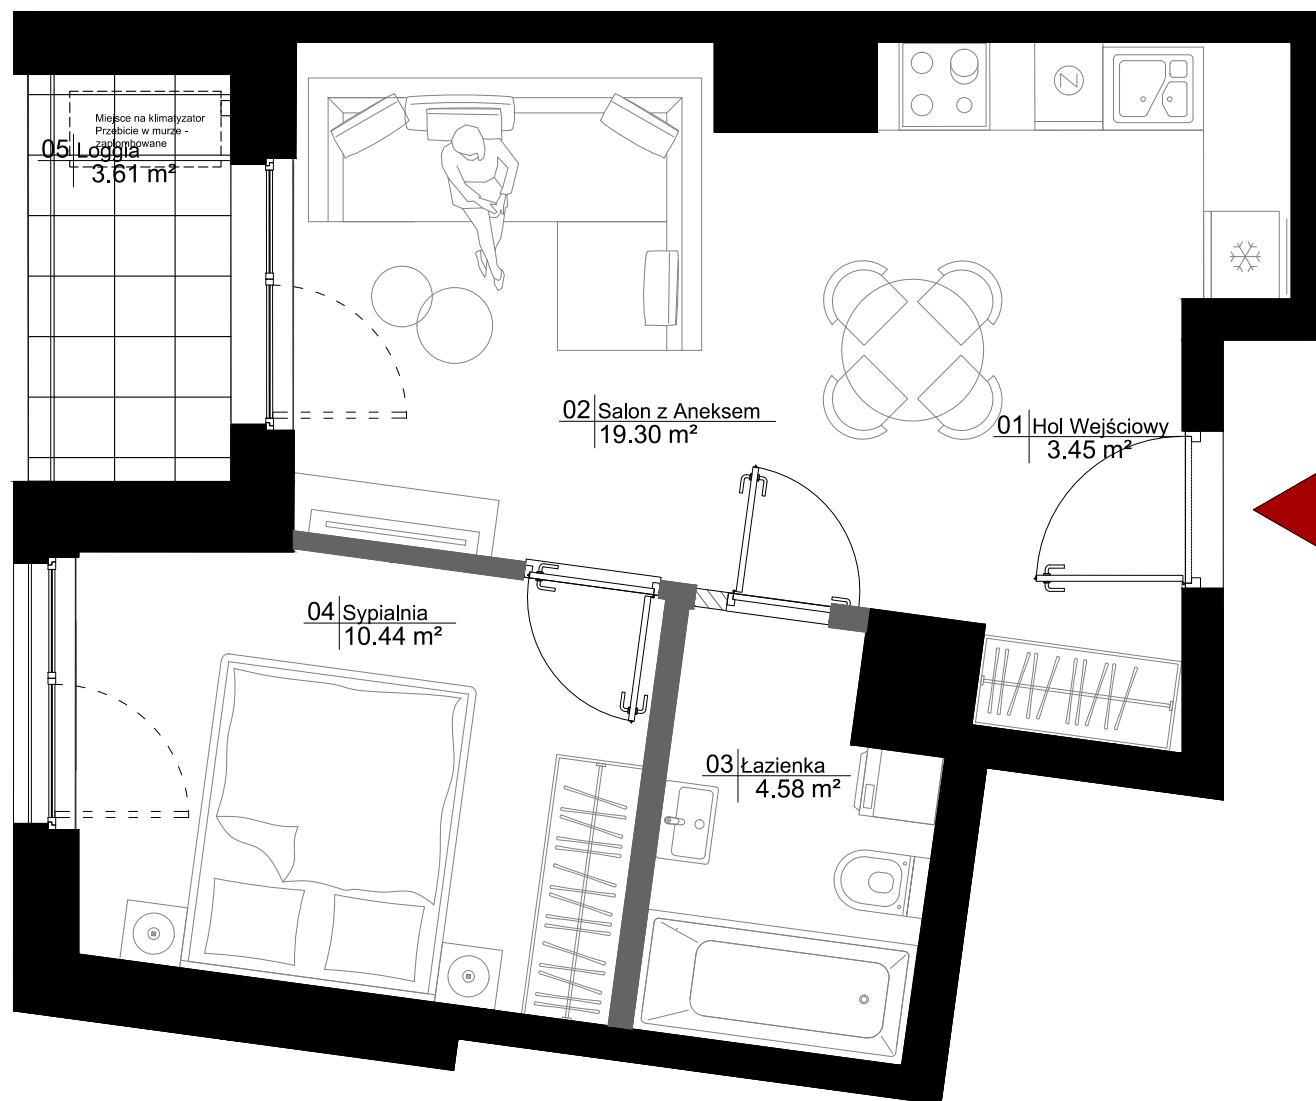 Miejsce na klimatyzator
Przebicie w murze -
zaplombowane
05 Loggia
3.61 m²
Z
02 Salon z Aneksem
19.30 m²
01 Hol Wejściowy
3.45 m²
04 Sypialnia
10.44 m²
03 Łazienka
4.58 m²